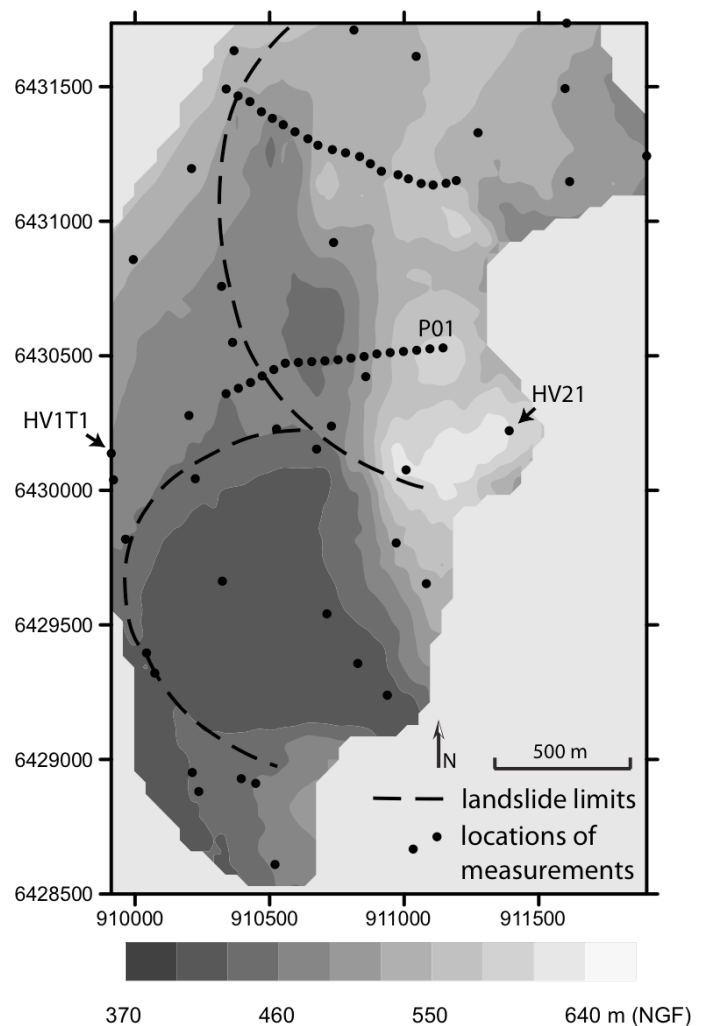 6431500
P01
6431000
6430500
HV21
HV1T1
6430000
6429500
N
500 m
6429000
landslide limits
locations of
measurements
6428500
910000 910500 911000 911500
370 460 550 640 m (NGF)